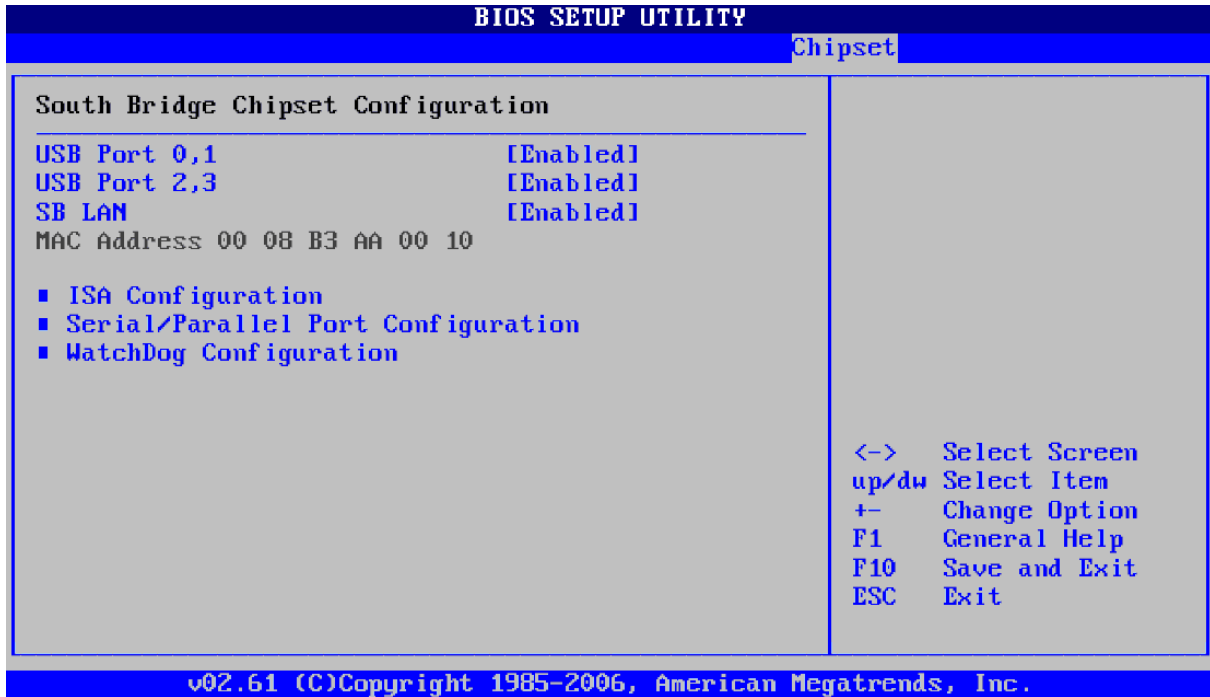 BIOS SETUP UTILITY
Chipset
South Bridge Chipset Configuration
USB Port 0,1 [Enabled]
USB Port 2,3 [Enabled]
SB LAN [Enabled]
MAC Address 00 08 B3 AA 00 10
ISA Configuration
Serial/Parallel Port Configuration
WatchDog Configuration
<-> Select Screen
up/dw Select Item
+- Change Option
F1 General Help
F10 Save and Exit
ESC Exit
v02.61 (C)Copyright 1985-2006, American Megatrends, Inc.